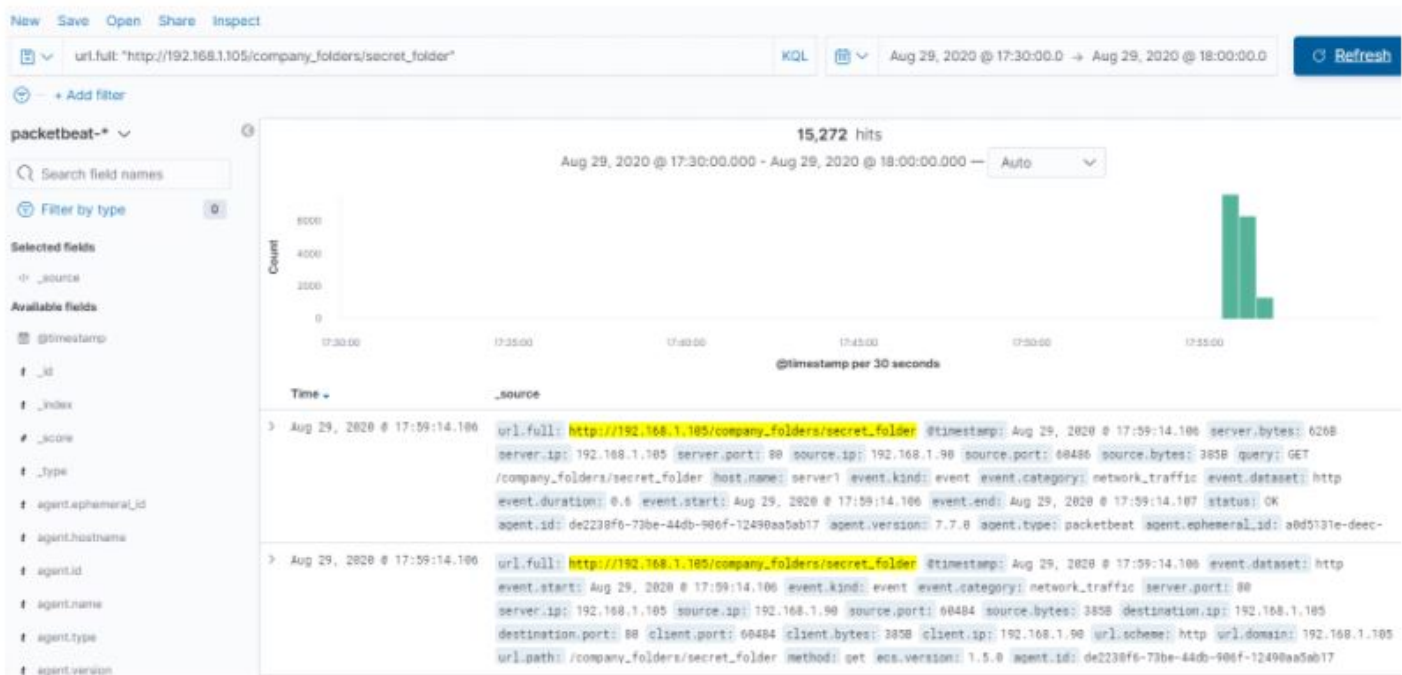 New Save Open Share Inspect
url.full: "http://192.168.1.105/company_folders/secret_folder" KQL Aug 29, 2020 @ 17:30:00.0 → Aug 29, 2020 @ 18:00:00.0 Refresh
+ Add filter
packetbeat-*
15,272 hits
Aug 29, 2020 @ 17:30:00.000 - Aug 29, 2020 @ 18:00:00.000 — Auto
Search field names
Filter by type 0
Selected fields
_source
Available fields
@timestamp
t _id
t _index
# _score
t _type
t agent.ephemeral_id
t agent.hostname
t agent.id
t agent.name
t agent.type
t agent.version
Count
6000
4000
2000
0
17:30:00 17:35:00 17:40:00 17:45:00 17:50:00 17:55:00
@timestamp per 30 seconds
Time _source
Aug 29, 2020 @ 17:59:14.106
url.full: http://192.168.1.105/company_folders/secret_folder @timestamp: Aug 29, 2020 @ 17:59:14.106 server.bytes: 626B
server.ip: 192.168.1.105 server.port: 80 source.ip: 192.168.1.90 source.port: 60486 source.bytes: 385B query: GET
/company_folders/secret_folder host.name: server1 event.kind: event event.category: network_traffic event.dataset: http
event.duration: 0.6 event.start: Aug 29, 2020 @ 17:59:14.106 event.end: Aug 29, 2020 @ 17:59:14.107 status: OK
agent.id: de2238f6-73be-44db-906f-12490aa5ab17 agent.version: 7.7.0 agent.type: packetbeat agent.ephemeral_id: a0d5131e-deec-
Aug 29, 2020 @ 17:59:14.106
url.full: http://192.168.1.105/company_folders/secret_folder @timestamp: Aug 29, 2020 @ 17:59:14.106 event.dataset: http
event.start: Aug 29, 2020 @ 17:59:14.106 event.kind: event event.category: network_traffic server.port: 80
server.ip: 192.168.1.105 source.ip: 192.168.1.90 source.port: 60484 source.bytes: 385B destination.ip: 192.168.1.105
destination.port: 80 client.port: 60484 client.bytes: 385B client.ip: 192.168.1.90 url.scheme: http url.domain: 192.168.1.105
url.path: /company_folders/secret_folder method: get ecs.version: 1.5.0 agent.id: de2238f6-73be-44db-906f-12490aa5ab17